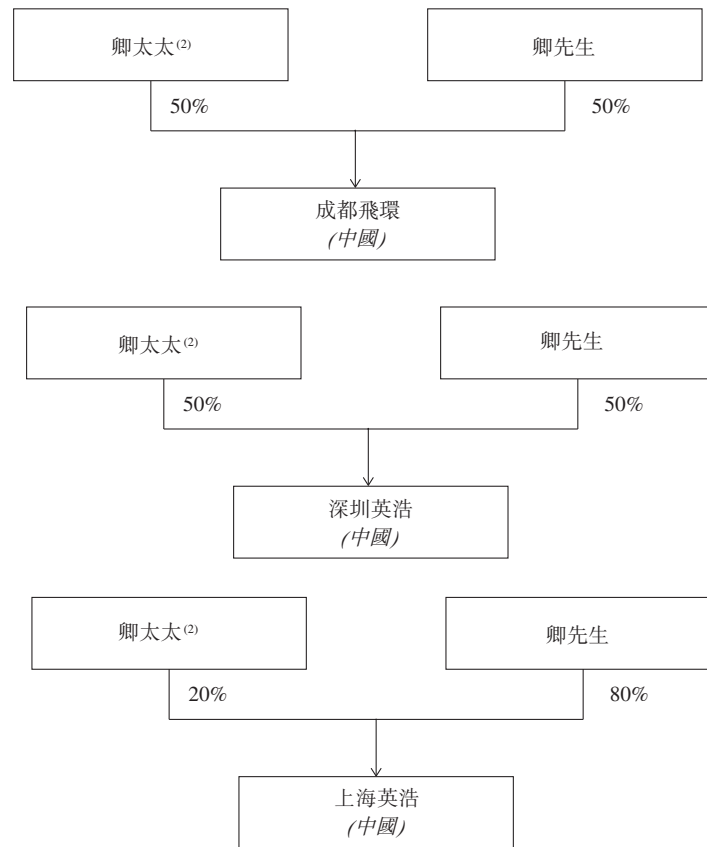 卿太太(2)
卿先生
50%
50%
成都飛環
(中國)
卿太太(2)
卿先生
50%
50%
深圳英浩
(中國)
卿太太(2)
卿先生
20%
80%
上海英浩
(中國)